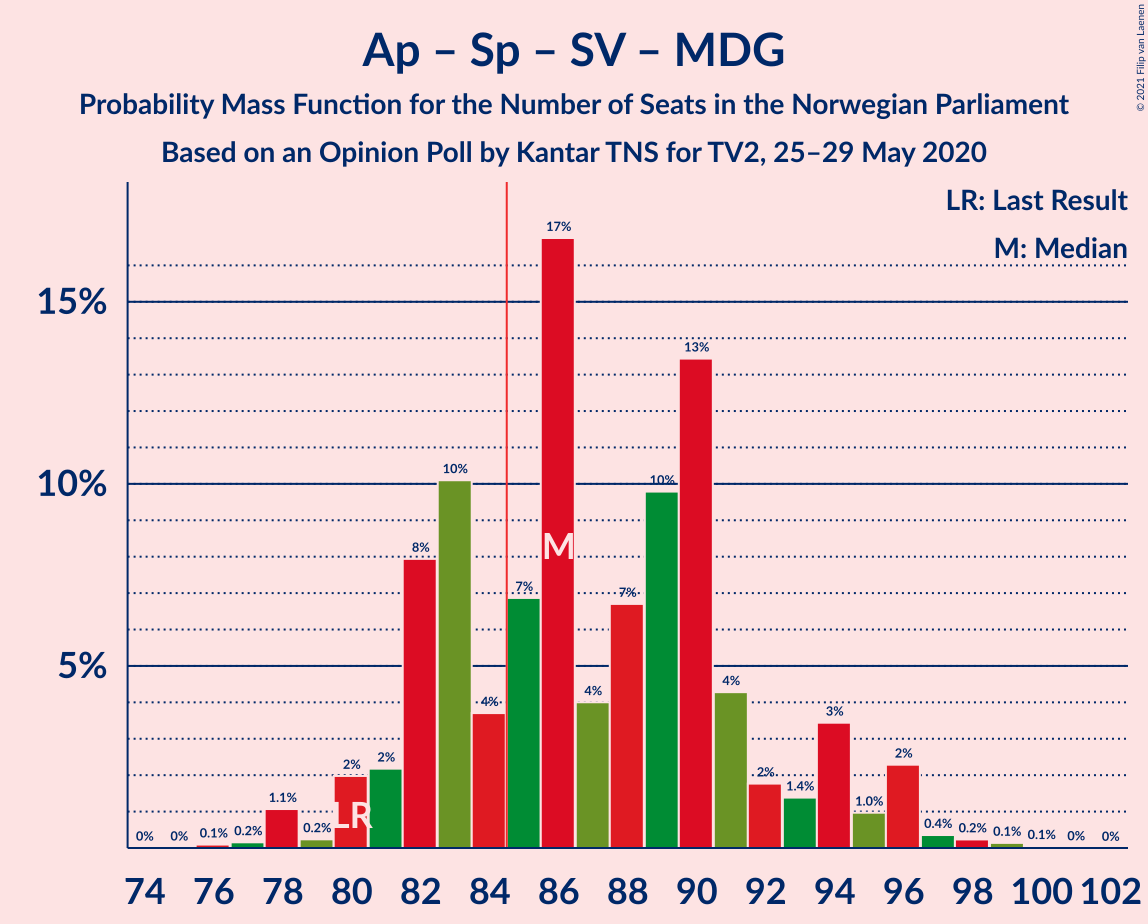 Ap – Sp – SV – MDG
Probability Mass Function for the Number of Seats in the Norwegian Parliament
Based on an Opinion Poll by Kantar TNS for TV2, 25–29 May 2020
© 2021 Filip van Laenen
LR: Last Result
M: Median
15%
10%
5%
0% 0% 0.1% 0.2% 1.1% 0.2% 2% 2% 8% 10% 4% 7% 17% 4% 7% 10% 13% 4% 2% 1.4% 3% 1.0% 2% 0.4% 0.2% 0.1% 0.1% 0% 0%
M
LR
74 76 78 80 82 84 86 88 90 92 94 96 98 100 102